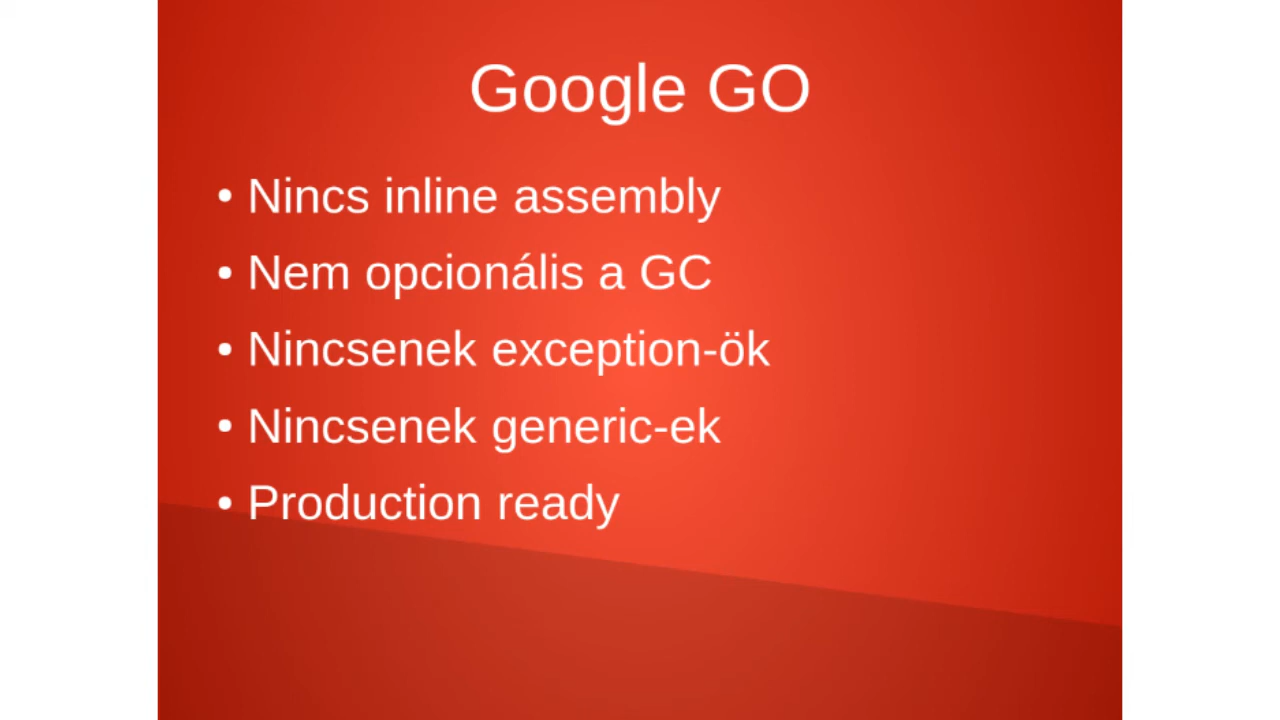 Google GO
• Nincs inline assembly
• Nem opcionális a GC
• Nincsenek exception-ök
• Nincsenek generic-ek
• Production ready